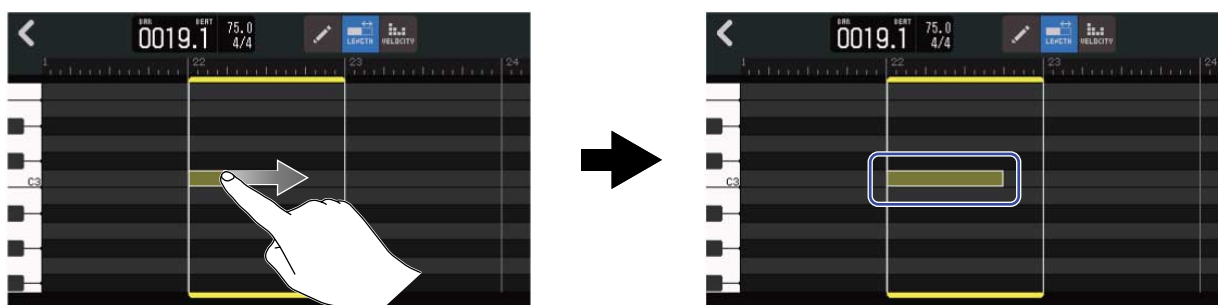 BAR BEAT
0019.1 75.0
4/4
LENGTH VELOCITY
1 22 23 24
C3
BAR BEAT
0019.1 75.0
4/4
LENGTH VELOCITY
1 22 23 24
C3